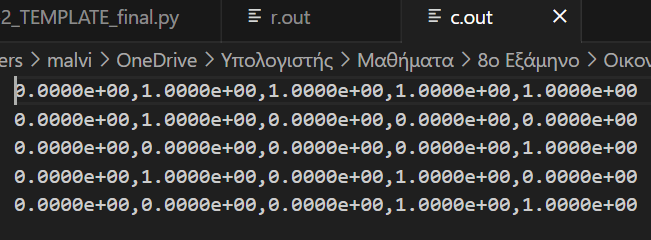 2_TEMPLATE_final.py r.out c.out
ers > malvi > OneDrive > Υπολογιστής > Μαθήματα > 8ο Εξάμηνο > Οικον
0.0000e+00,1.0000e+00,1.0000e+00,1.0000e+00,1.0000e+00
0.0000e+00,1.0000e+00,0.0000e+00,0.0000e+00,0.0000e+00
0.0000e+00,0.0000e+00,0.0000e+00,0.0000e+00,1.0000e+00
0.0000e+00,1.0000e+00,0.0000e+00,1.0000e+00,0.0000e+00
0.0000e+00,0.0000e+00,0.0000e+00,1.0000e+00,1.0000e+00